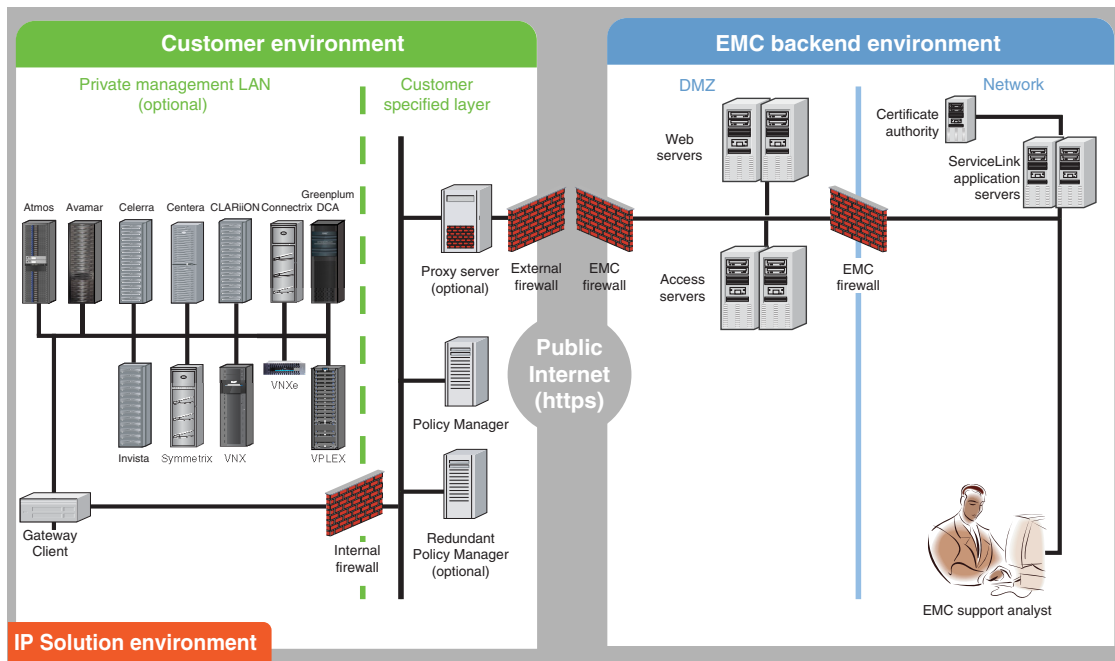 Customer environment
Private management LAN
(optional)
Customer
specified layer
Atmos
Avamar
Celerra
Centera
CLARiiON
Connectrix
Greenplum
DCA
Invista
Symmetrix
VNX
VNXe
VPLEX
Gateway
Client
Internal
firewall
Proxy server
(optional)
Policy Manager
Redundant
Policy Manager
(optional)
External
firewall
EMC
firewall
Public
Internet
(https)
EMC backend environment
DMZ
Network
Web
servers
Access
servers
EMC
firewall
Certificate
authority
ServiceLink
application
servers
EMC support analyst
IP Solution environment